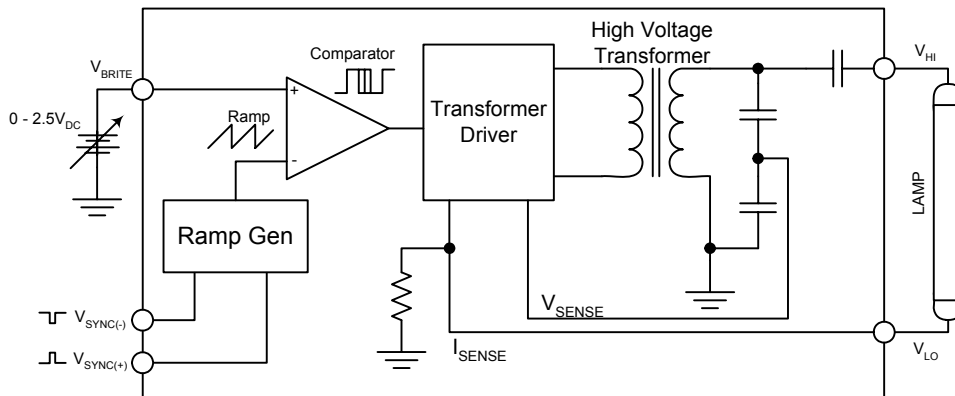 High Voltage
Transformer
V_HI
Comparator
V_BRITE
+
0 - 2.5V_DC
Ramp
-
Transformer
Driver
LAMP
Ramp Gen
V_SENSE
V_SYNC(-)
I_SENSE
V_LO
V_SYNC(+)